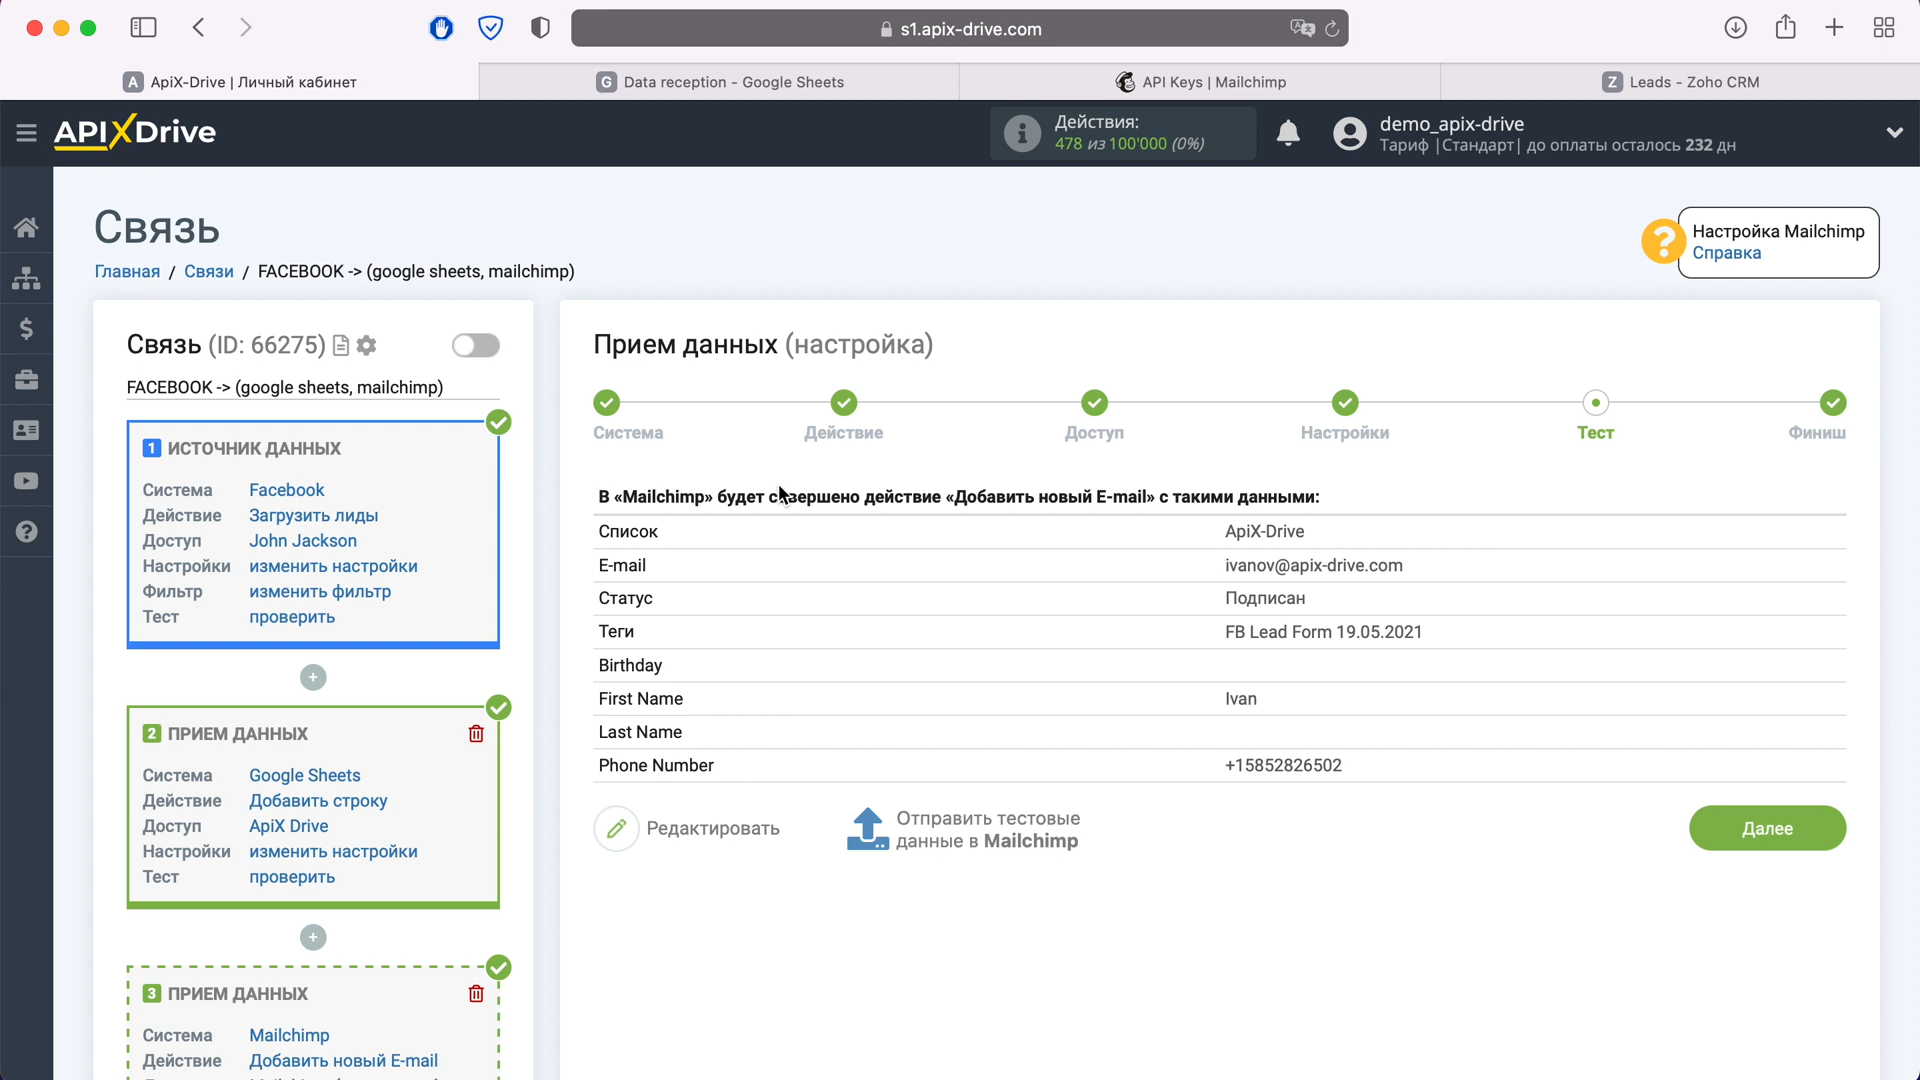 s1.apix-drive.com
A ApiX-Drive | Личный кабинет
G Data reception - Google Sheets
API Keys | Mailchimp
Z Leads - Zoho CRM
APIXDrive
Действия:
478 из 100'000 (0%)
demo_apix-drive
Тариф |Стандарт| до оплаты осталось 232 дн
Связь
Главная / Связи / FACEBOOK -> (google sheets, mailchimp)
Настройка Mailchimp
Справка
Связь (ID: 66275)
FACEBOOK -> (google sheets, mailchimp)
1 ИСТОЧНИК ДАННЫХ
Система Facebook
Действие Загрузить лиды
Доступ John Jackson
Настройки изменить настройки
Фильтр изменить фильтр
Тест проверить
2 ПРИЕМ ДАННЫХ
Система Google Sheets
Действие Добавить строку
Доступ ApiX Drive
Настройки изменить настройки
Тест проверить
3 ПРИЕМ ДАННЫХ
Система Mailchimp
Действие Добавить новый E-mail
Прием данных (настройка)
Система Действие Доступ Настройки Тест Финиш
В «Mailchimp» будет совершено действие «Добавить новый E-mail» с такими данными:
Список ApiX-Drive
E-mail ivanov@apix-drive.com
Статус Подписан
Теги FB Lead Form 19.05.2021
Birthday
First Name Ivan
Last Name
Phone Number +15852826502
Редактировать
Отправить тестовые
данные в Mailchimp
Далее